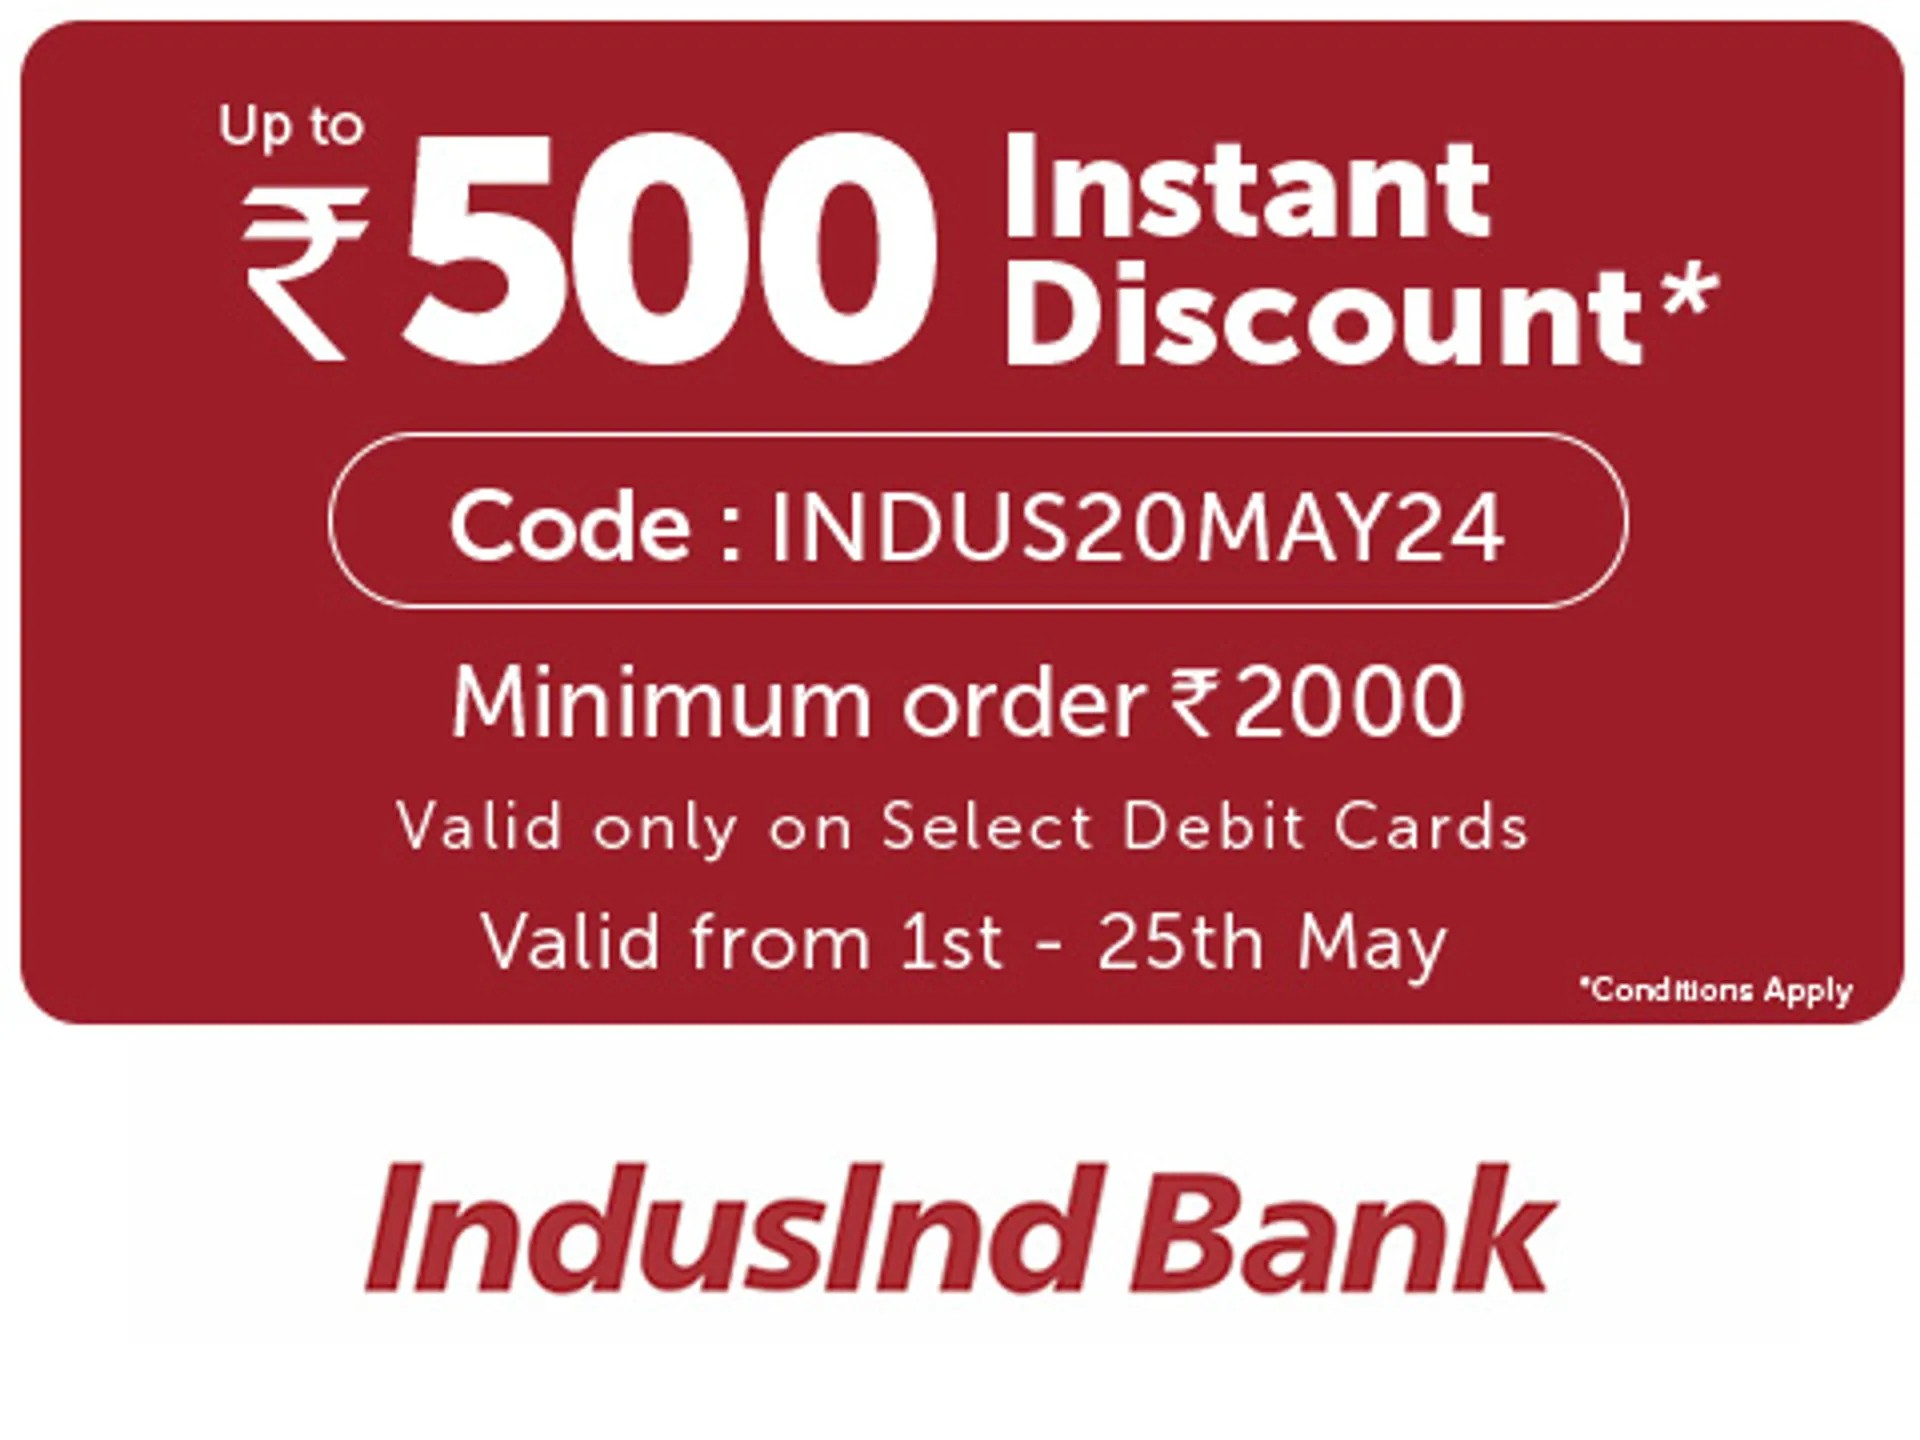 Up to
₹500 Instant
Discount*
Code : INDUS20MAY24
Minimum order ₹2000
Valid only on Select Debit Cards
Valid from 1st - 25th May
*Conditions Apply
IndusInd Bank